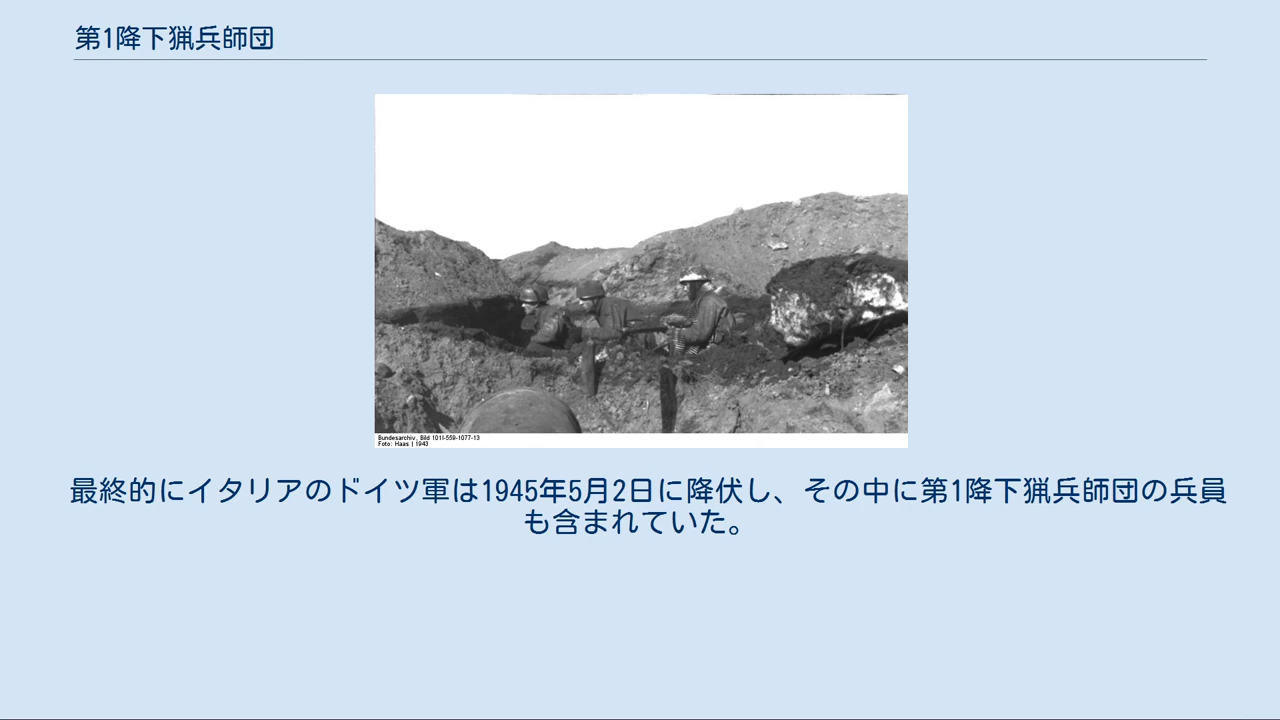 第1降下猟兵師団
Bundesarchiv, Bild 101I-559-1077-13
Foto: Haas | 1943
最終的にイタリアのドイツ軍は1945年5月2日に降伏し、その中に第1降下猟兵師団の兵員
も含まれていた。